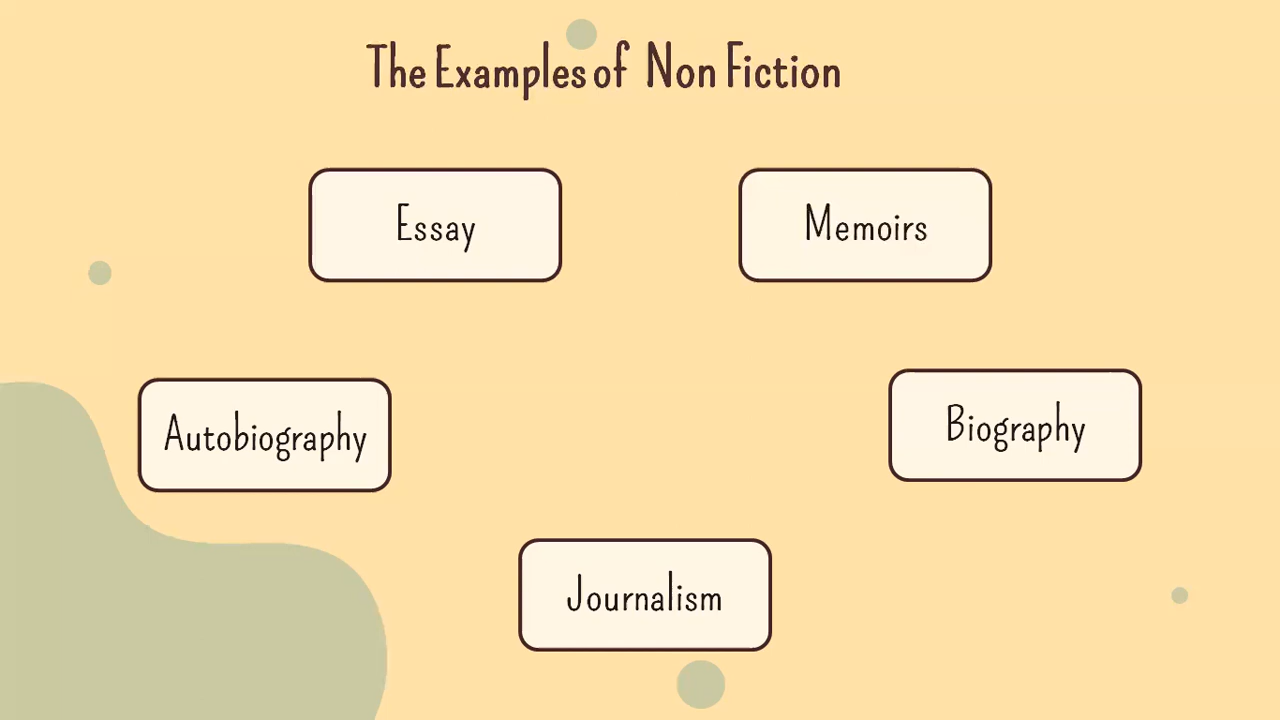 The Examples of Non Fiction
Essay
Memoirs
Autobiography
Biography
Journalism